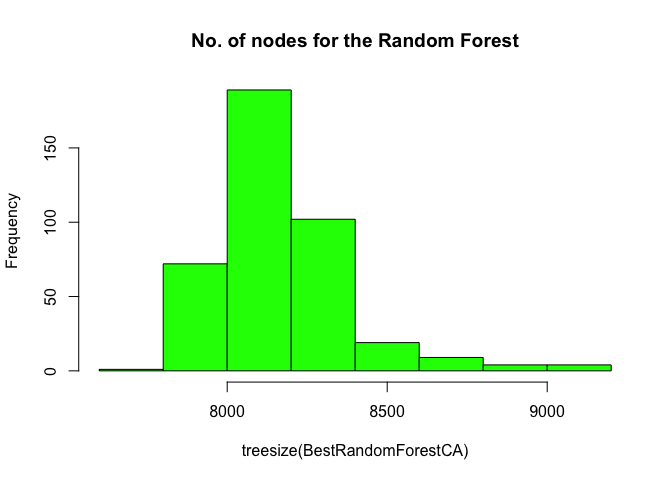 No. of nodes for the Random Forest
Frequency
150
100
50
0
8000 8500 9000
treesize(BestRandomForestCA)